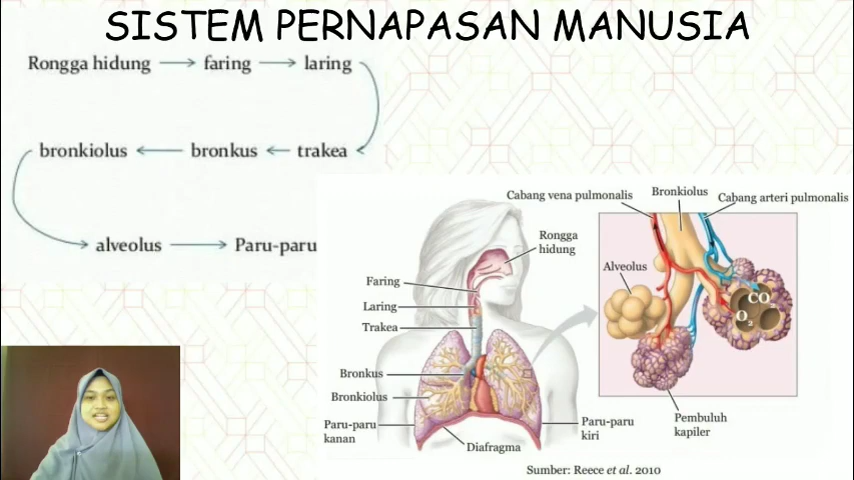 SISTEM PERNAPASAN MANUSIA
Rongga hidung → faring → laring
bronkiolus ← bronkus ← trakea
alveolus → Paru-paru
Cabang vena pulmonalis
Bronkiolus
Cabang arteri pulmonalis
Rongga
hidung
Alveolus
Faring
Laring
Trakea
CO2
O2
Bronkus
Bronkiolus
Paru-paru
kanan
Diafragma
Paru-paru
kiri
Pembuluh
kapiler
Sumber: Reece et al. 2010